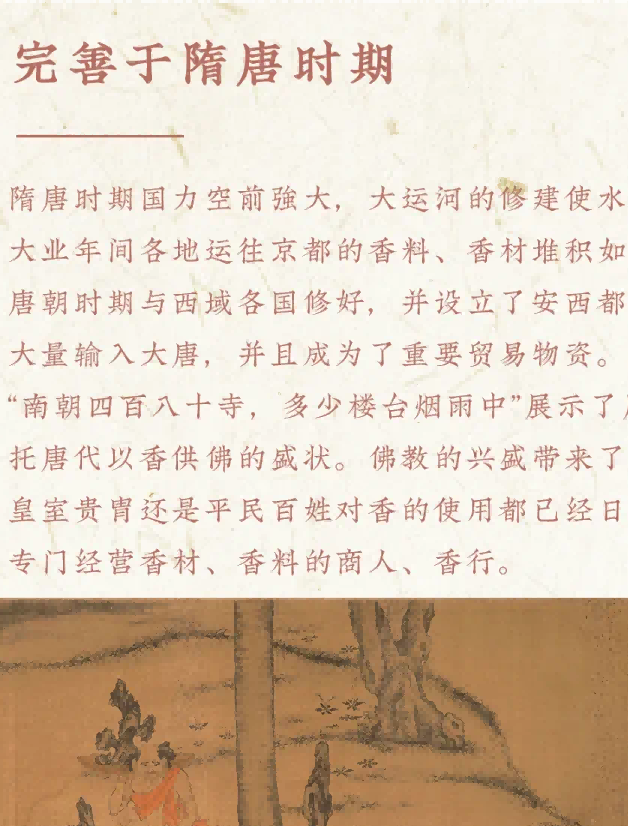 完善于隋唐时期
隋唐时期国力空前強大，大运河的修建使水
大业年间各地运往京都的香料、香材堆积如
唐朝时期与西域各国修好，并设立了安西都
大量输入大唐，并且成为了重要贸易物资。
“南朝四百八十寺，多少楼台烟雨中”展示了
托唐代以香供佛的盛状。佛教的兴盛带来了
皇室贵胄还是平民百姓对香的使用都已经日
专门经营香材、香料的商人、香行。